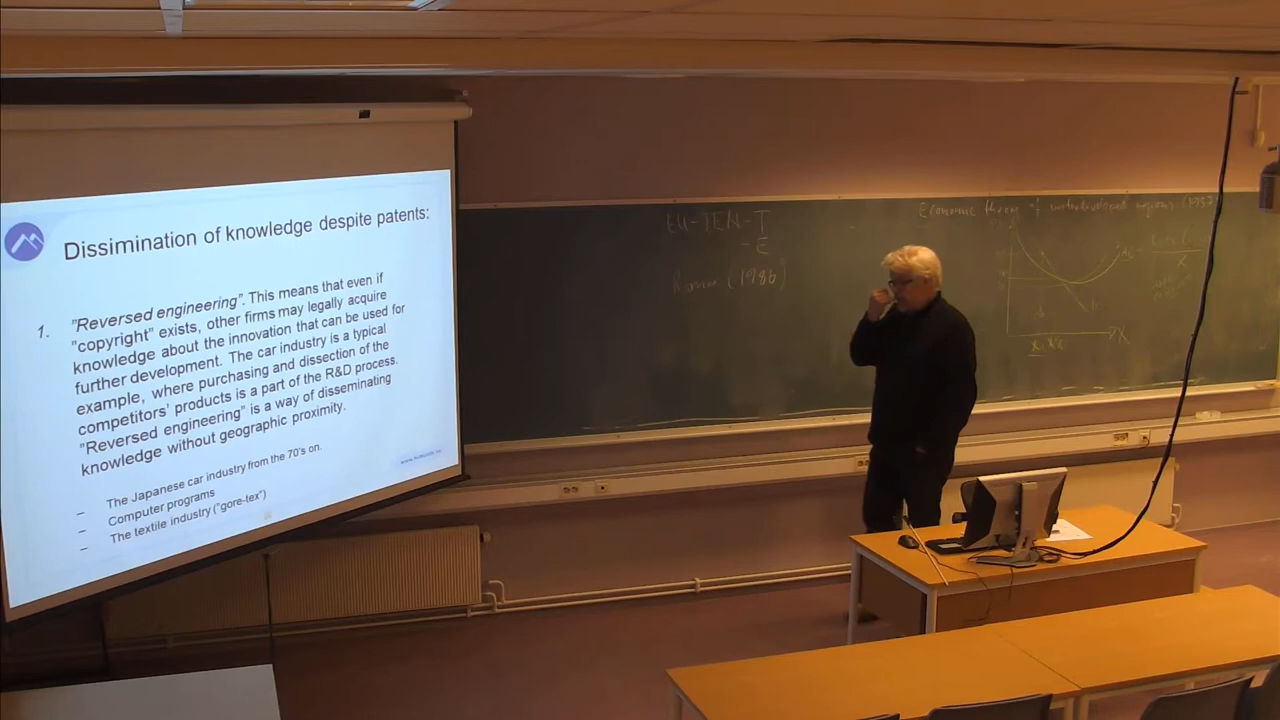 Dissimination of knowledge despite patents:
1. "Reversed engineering". This means that even if
"copyright" exists, other firms may legally acquire
knowledge about the innovation that can be used for
further development. The car industry is a typical
example, where purchasing and dissection of the
competitors' products is a part of the R&D process.
"Reversed engineering" is a way of disseminating
knowledge without geographic proximity.
– The Japanese car industry from the 70's on.
– Computer programs
– The textile industry ("gore-tex")
EU-TEN-T
-E
(1986)
Economic theory of